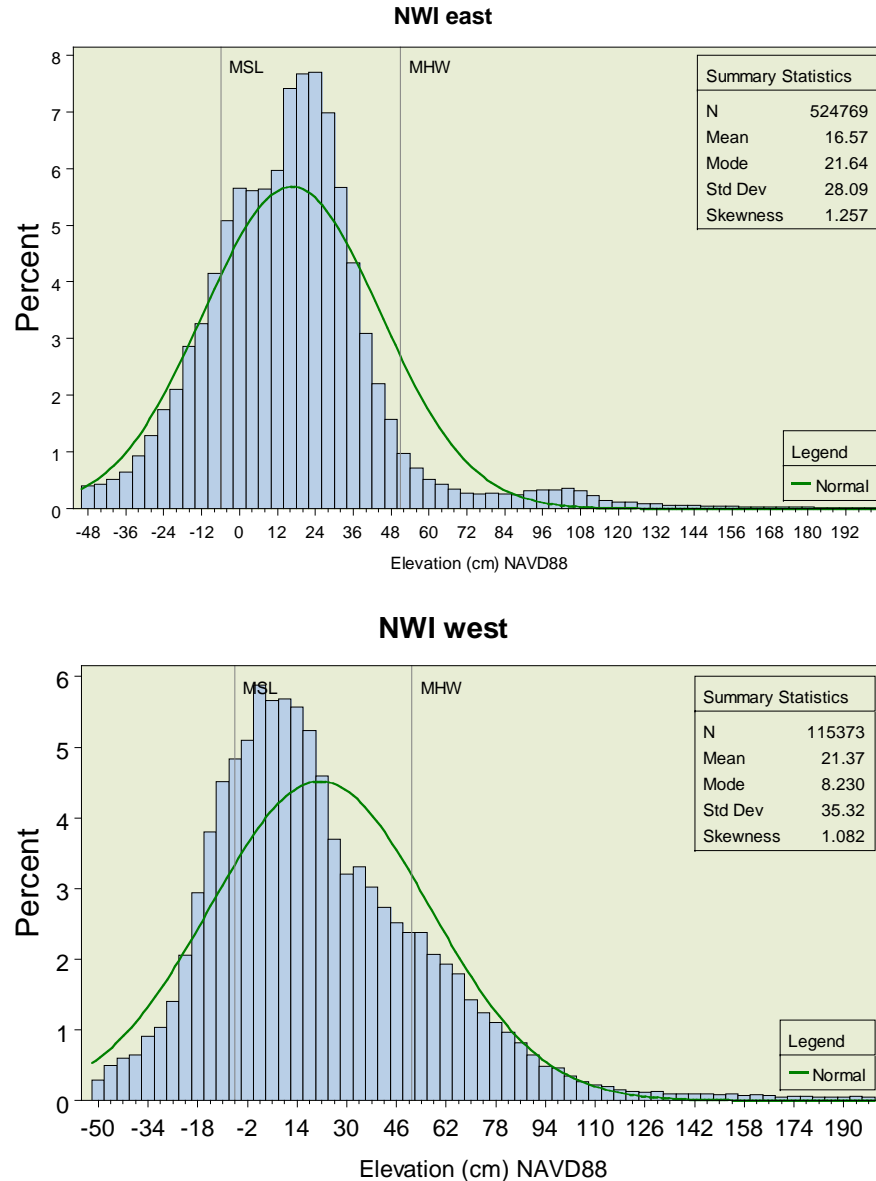 NWI east
MSL
MHW
Summary Statistics
N 524769
Mean 16.57
Mode 21.64
Std Dev 28.09
Skewness 1.257
Percent
8
7
6
5
4
3
2
1
0
Legend
Normal
-48 -36 -24 -12 0 12 24 36 48 60 72 84 96 108 120 132 144 156 168 180 192
Elevation (cm) NAVD88
NWI west
MSL
MHW
Summary Statistics
N 115373
Mean 21.37
Mode 8.230
Std Dev 35.32
Skewness 1.082
Percent
6
5
4
3
2
1
0
Legend
Normal
-50 -34 -18 -2 14 30 46 62 78 94 110 126 142 158 174 190
Elevation (cm) NAVD88